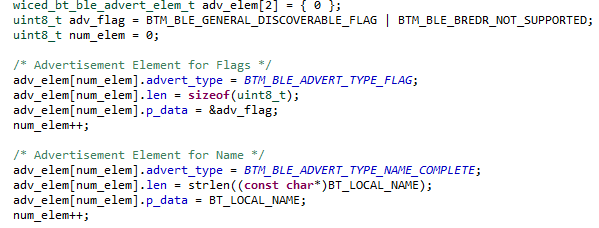 wiced_bt_ble_advert_elem_t adv_elem[2] = { 0 };
uint8_t adv_flag = BTM_BLE_GENERAL_DISCOVERABLE_FLAG | BTM_BLE_BREDR_NOT_SUPPORTED;
uint8_t num_elem = 0;

/* Advertisement Element for Flags */
adv_elem[num_elem].advert_type = BTM_BLE_ADVERT_TYPE_FLAG;
adv_elem[num_elem].len = sizeof(uint8_t);
adv_elem[num_elem].p_data = &adv_flag;
num_elem++;

/* Advertisement Element for Name */
adv_elem[num_elem].advert_type = BTM_BLE_ADVERT_TYPE_NAME_COMPLETE;
adv_elem[num_elem].len = strlen((const char*)BT_LOCAL_NAME);
adv_elem[num_elem].p_data = BT_LOCAL_NAME;
num_elem++;